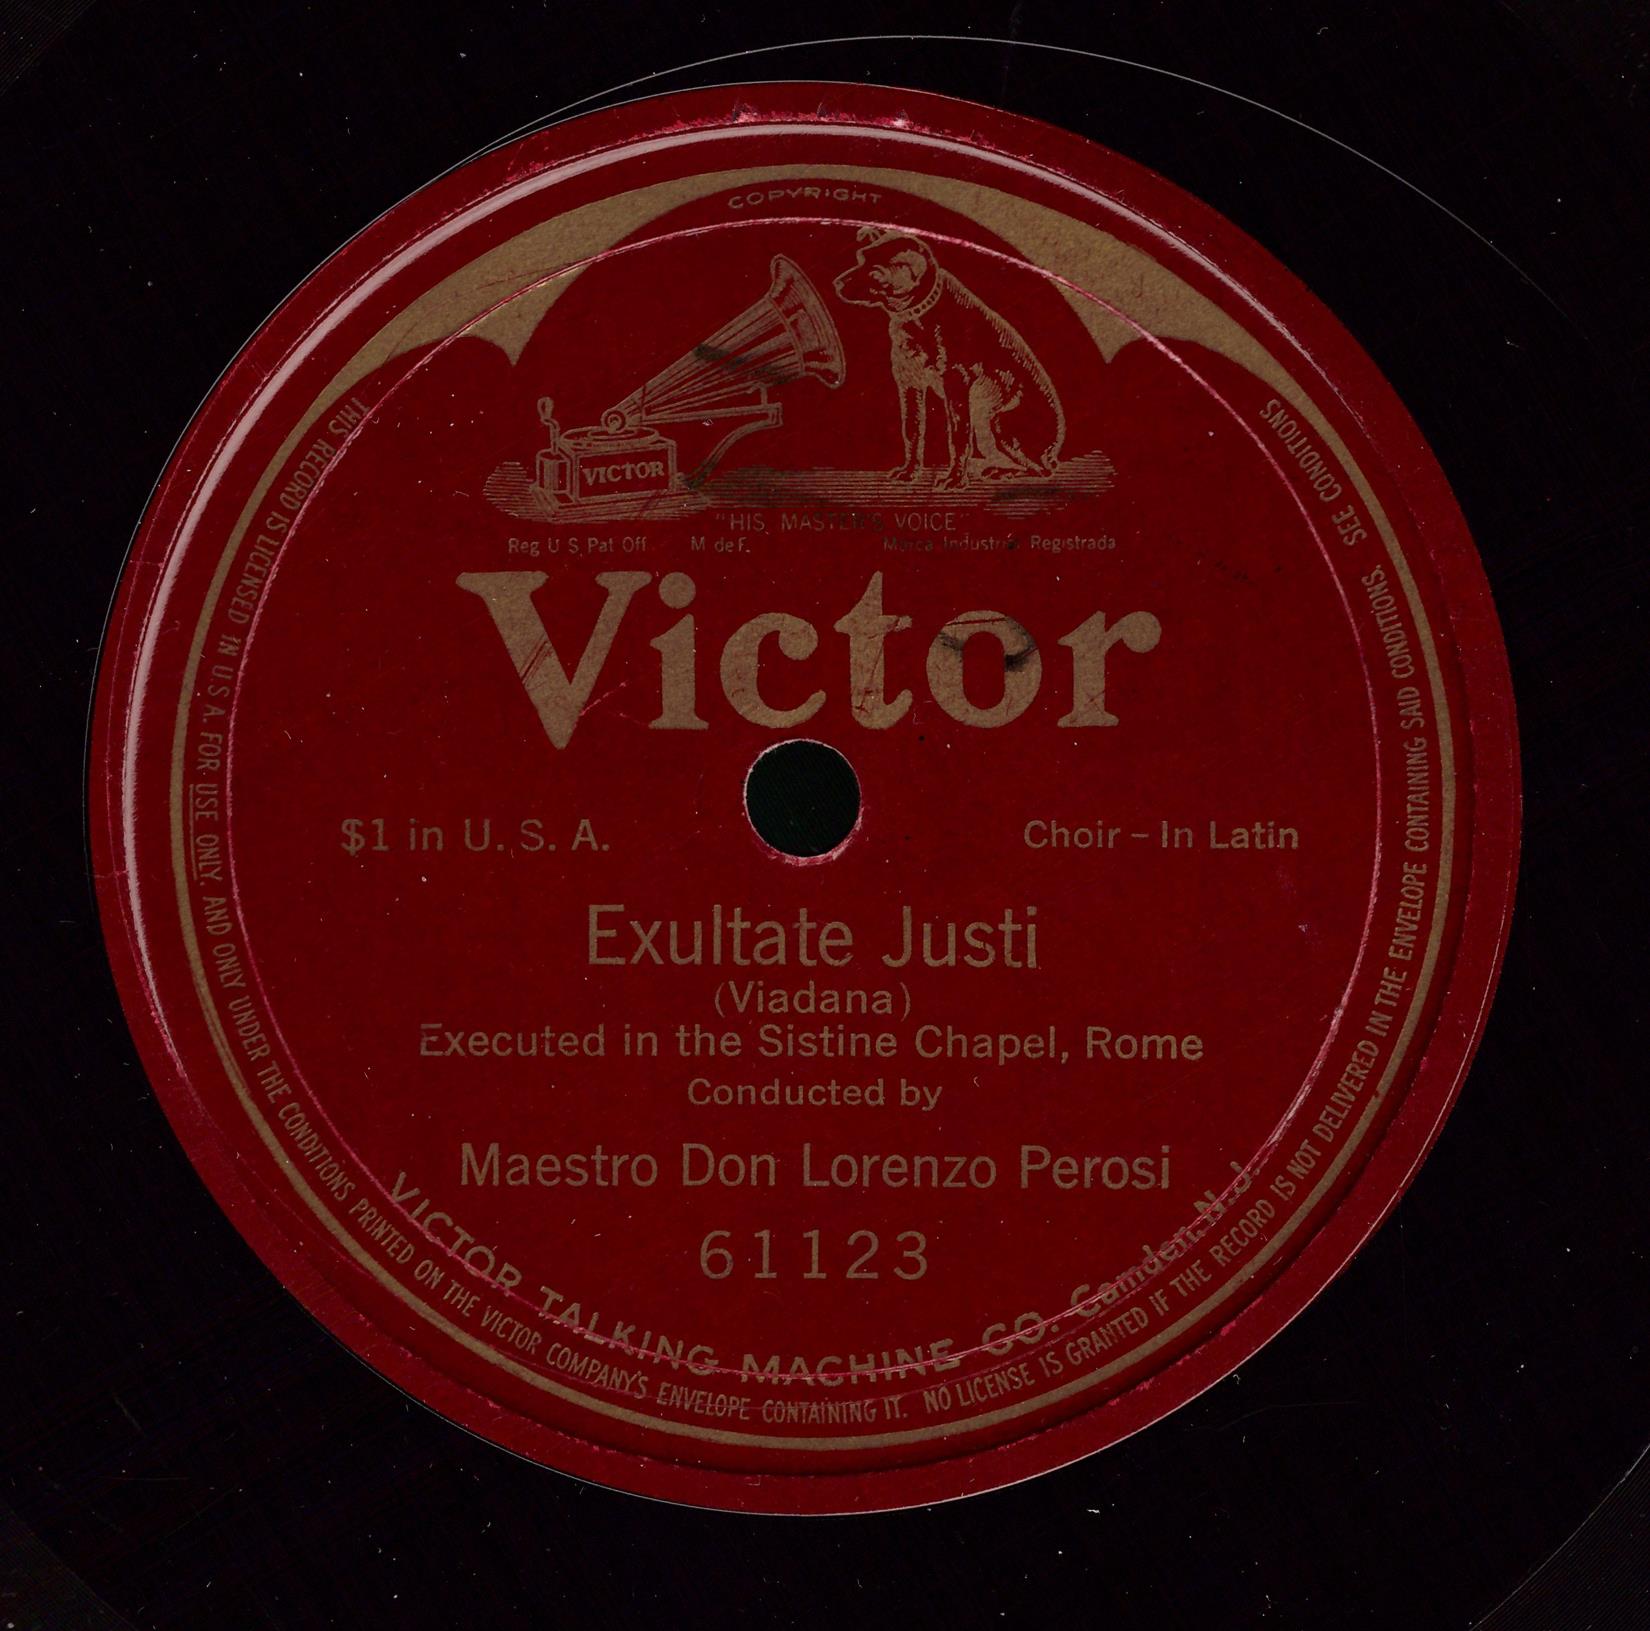 COPYRIGHT
VICTOR
"HIS MASTER'S VOICE"
Reg U S Pat Off M de F. Marca Industrial Registrada
Victor
$1 in U. S. A. Choir – In Latin
Exultate Justi
(Viadana)
Executed in the Sistine Chapel, Rome
Conducted by
Maestro Don Lorenzo Perosi
61123
VICTOR TALKING MACHINE CO. Camden, N.J.
THIS RECORD IS LICENSED IN U.S.A. FOR USE ONLY, AND ONLY UNDER THE CONDITIONS PRINTED ON THE VICTOR COMPANY'S ENVELOPE CONTAINING IT. NO LICENSE IS GRANTED IF THE RECORD IS NOT DELIVERED IN THE ENVELOPE CONTAINING SAID CONDITIONS. SEE CONDITIONS